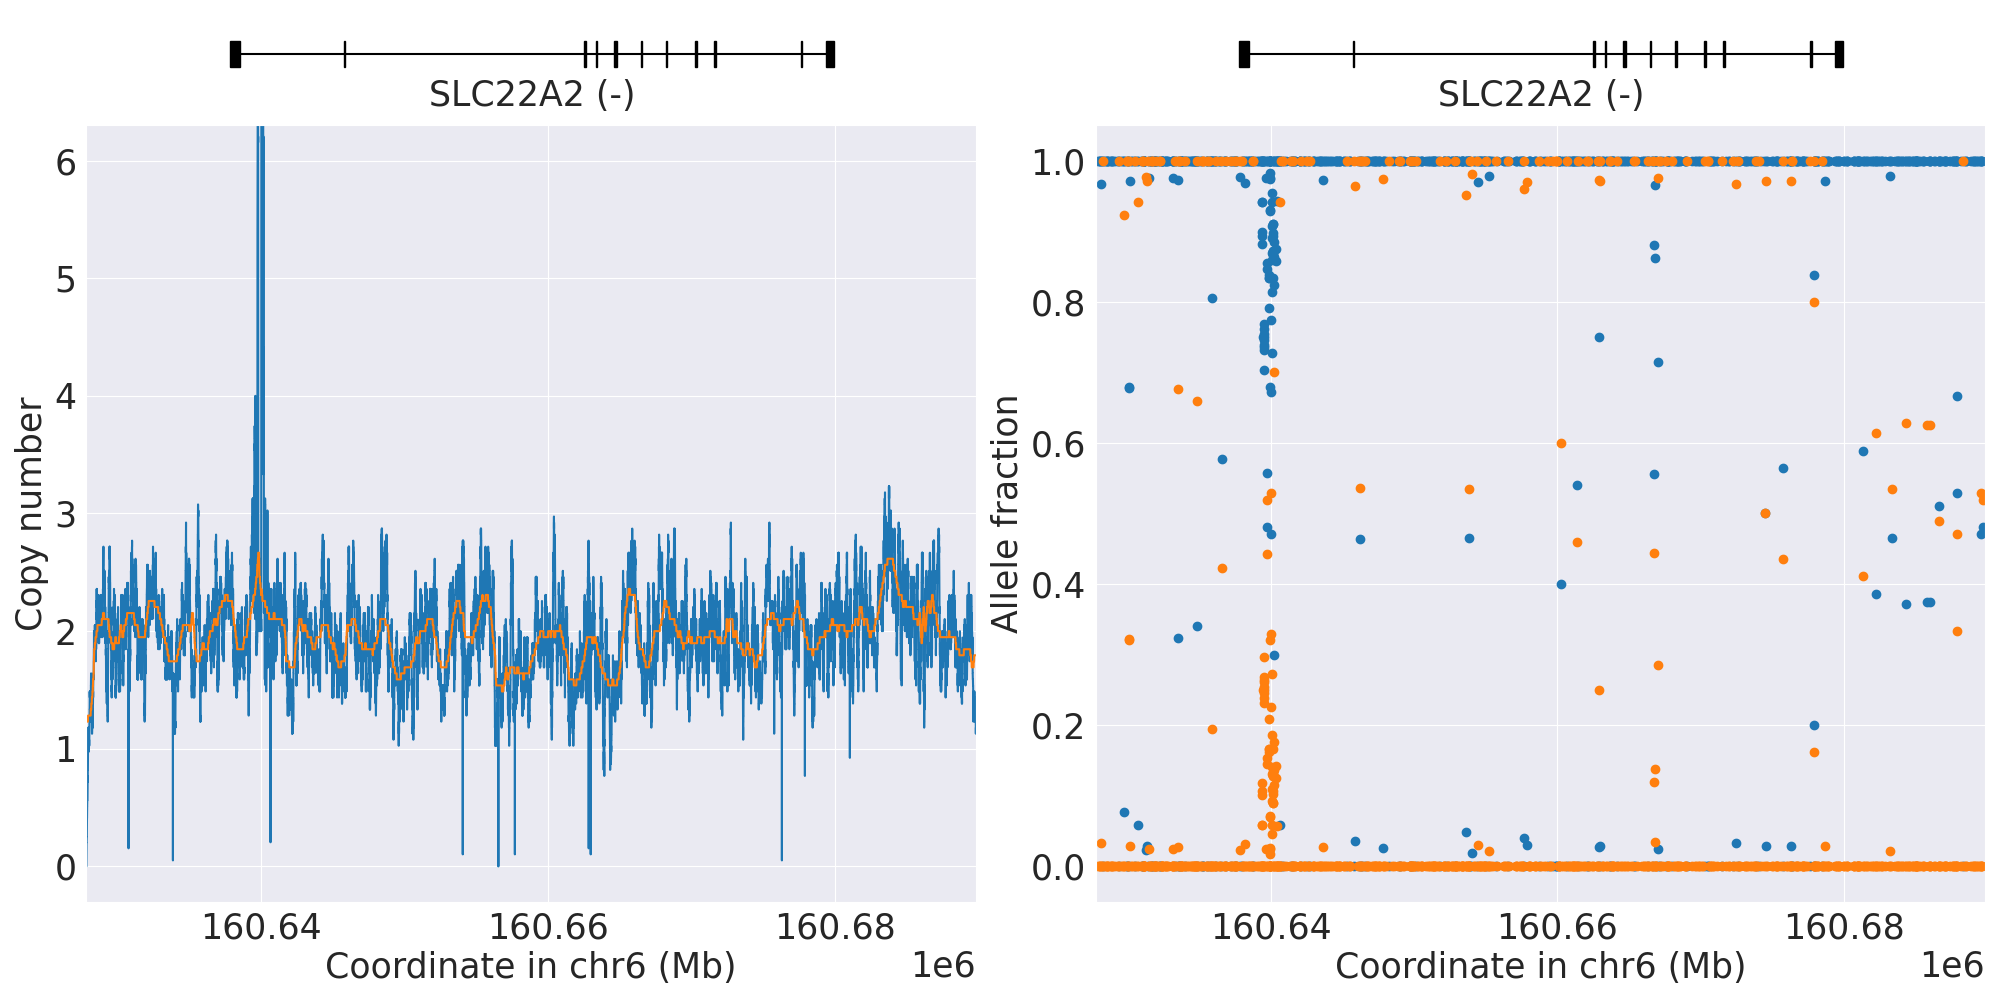 SLC22A2 (-)
6
5
4
3
2
1
0
Copy number
160.64
160.66
160.68
Coordinate in chr6 (Mb)
1e6
SLC22A2 (-)
1.0
0.8
0.6
0.4
0.2
0.0
Allele fraction
160.64
160.66
160.68
Coordinate in chr6 (Mb)
1e6